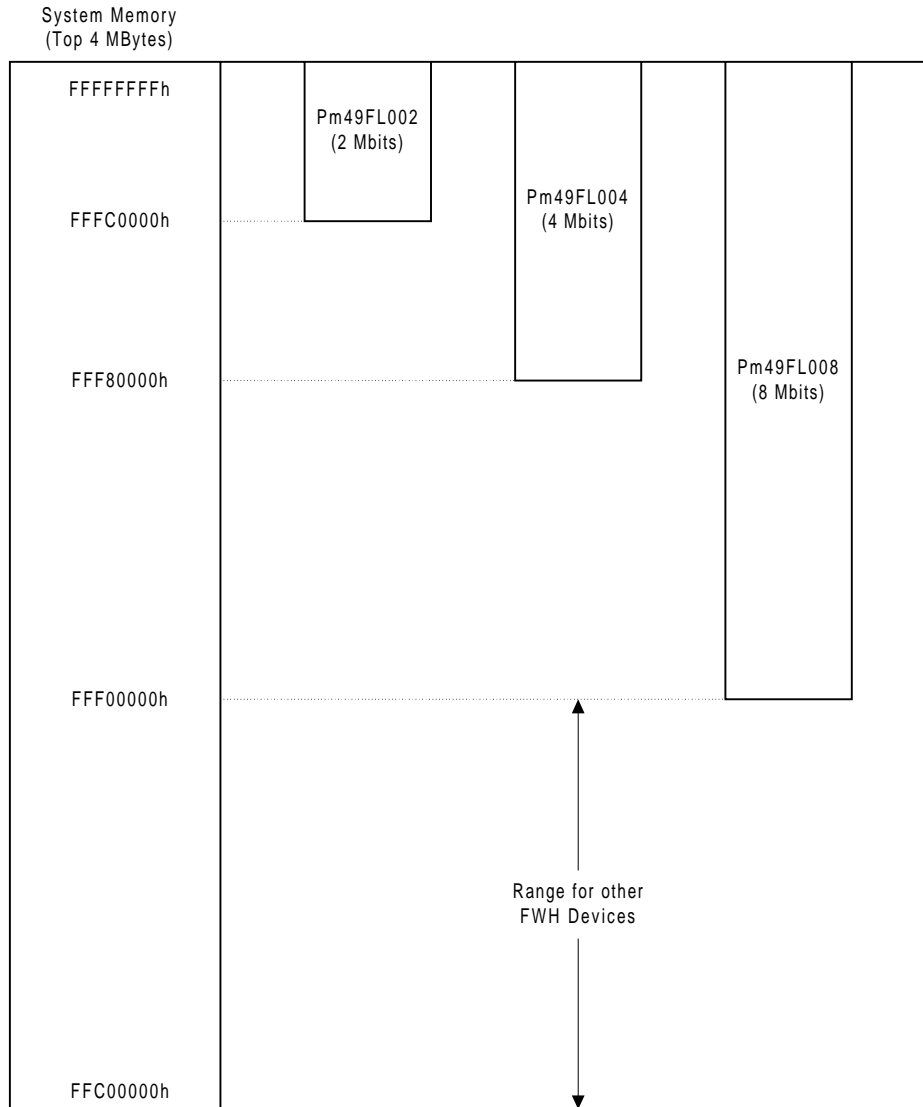 System Memory
(Top 4 MBytes)
FFFFFFFFh
Pm49FL002
(2 Mbits)
Pm49FL004
(4 Mbits)
FFFC0000h
Pm49FL008
(8 Mbits)
FFF80000h
FFF00000h
Range for other
FWH Devices
FFC00000h